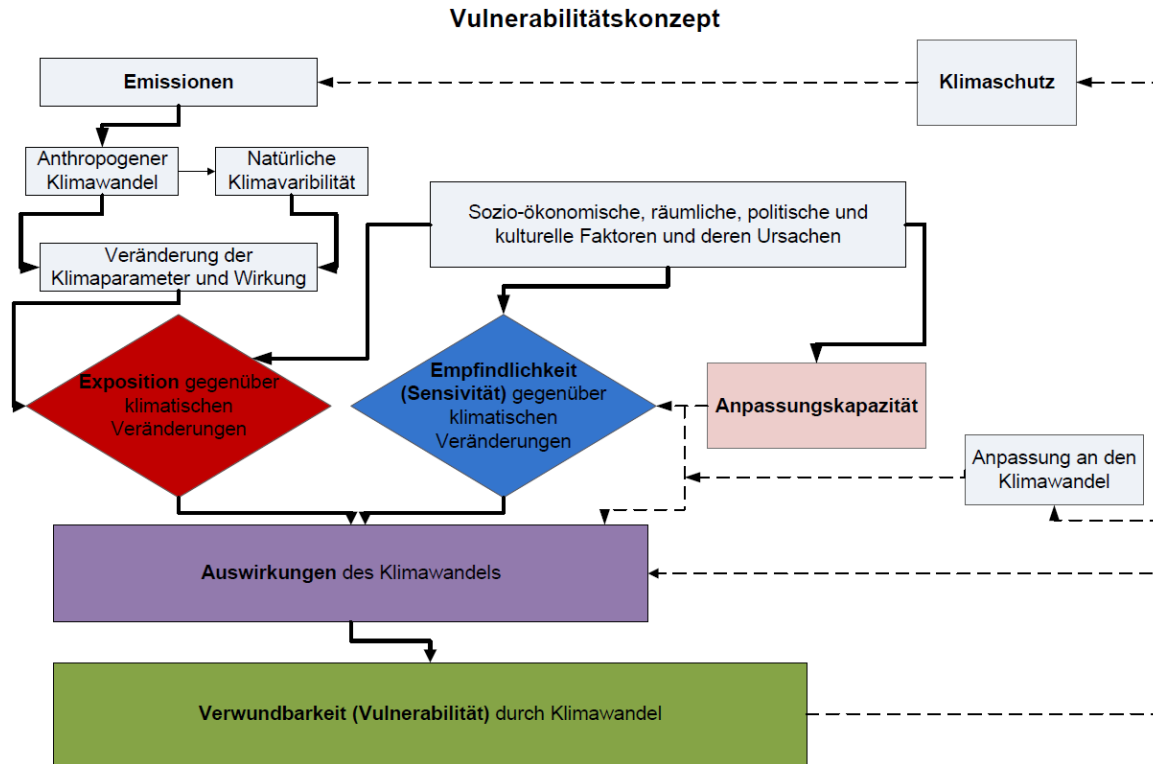 Vulnerabilitätskonzept
Emissionen
Klimaschutz
Anthropogener
Klimawandel
Natürliche
Klimavaribilität
Sozio-ökonomische, räumliche, politische und
kulturelle Faktoren und deren Ursachen
Veränderung der
Klimaparameter und Wirkung
Exposition gegenüber
klimatischen
Veränderungen
Empfindlichkeit
(Sensivität) gegenüber
klimatischen
Veränderungen
Anpassungskapazität
Anpassung an den
Klimawandel
Auswirkungen des Klimawandels
Verwundbarkeit (Vulnerabilität) durch Klimawandel